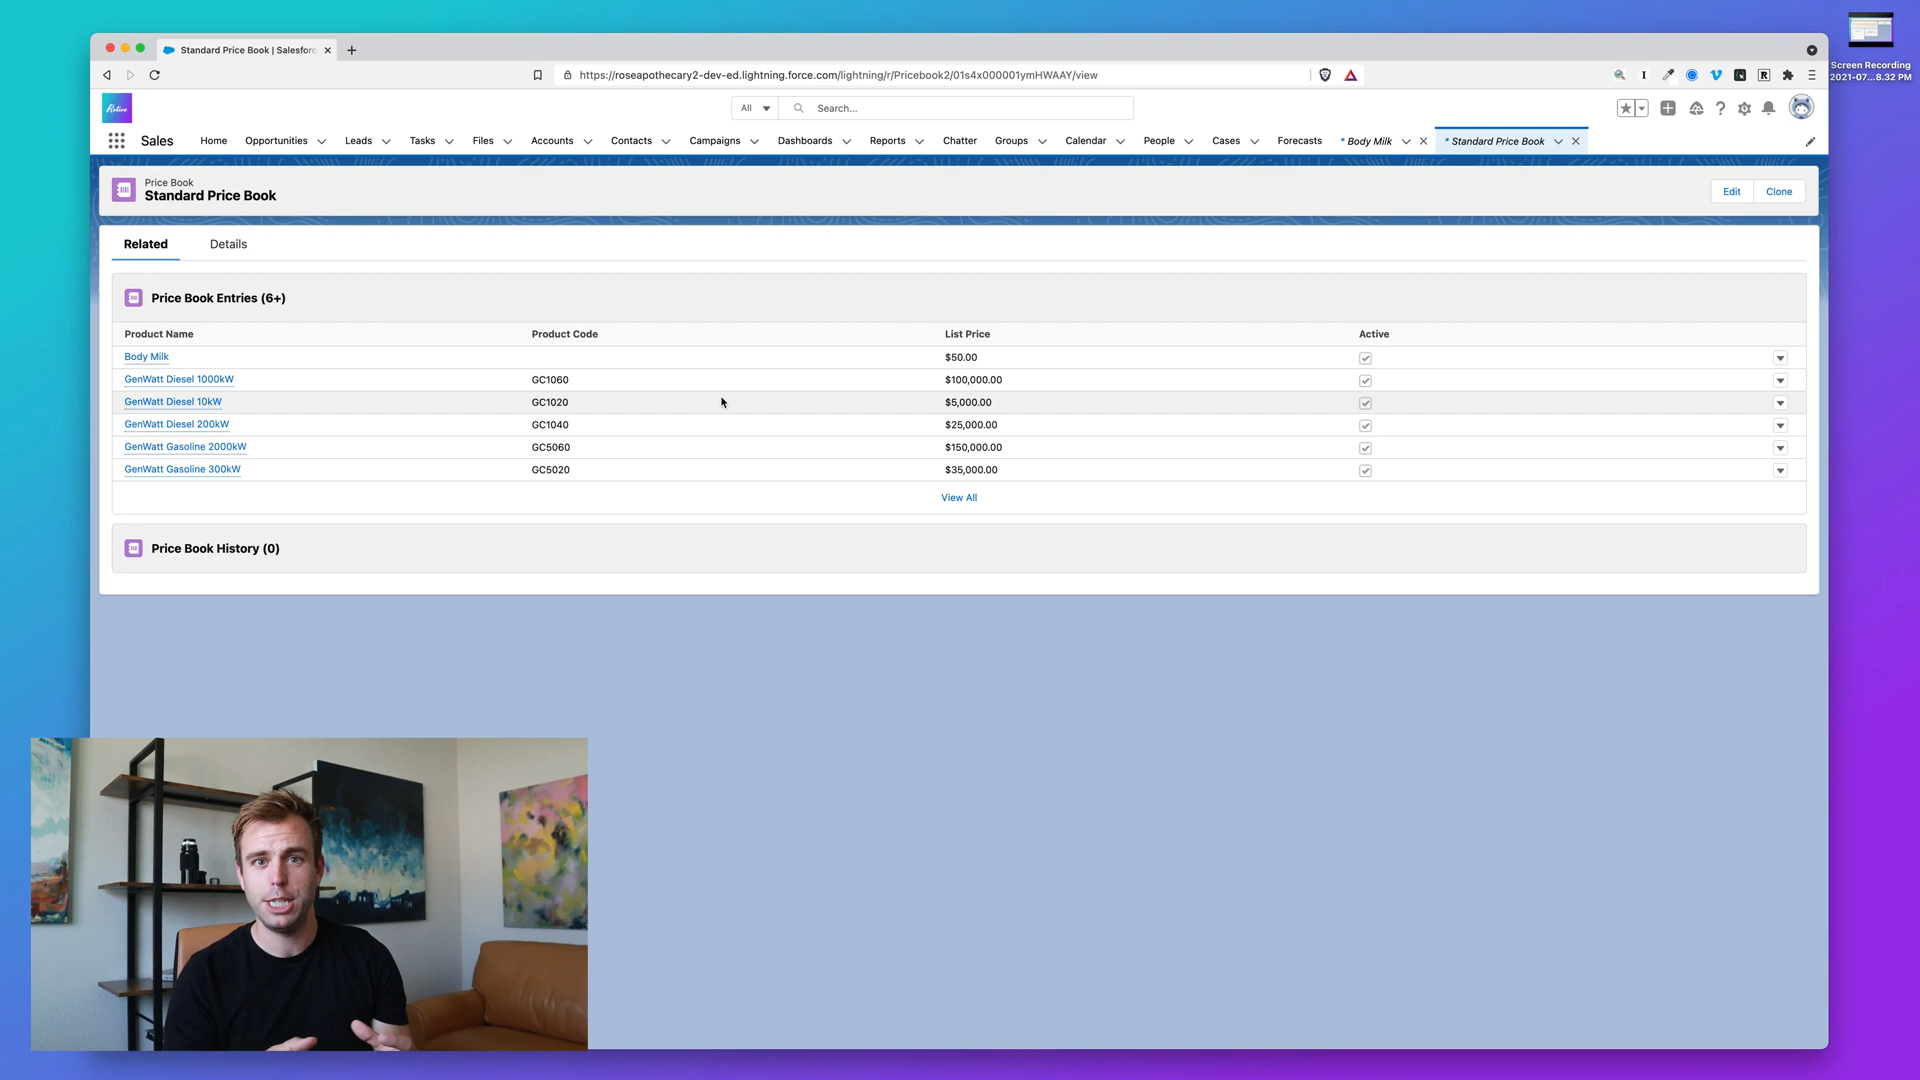 Standard Price Book | Salesforc
https://roseapothecary2-dev-ed.lightning.force.com/lightning/r/Pricebook2/01s4x000001ymHWAAY/view
Screen Recording
2021-07...8.32 PM
All
Search...
Sales
Home
Opportunities
Leads
Tasks
Files
Accounts
Contacts
Campaigns
Dashboards
Reports
Chatter
Groups
Calendar
People
Cases
Forecasts
* Body Milk
* Standard Price Book
Price Book
Standard Price Book
Edit
Clone
Related
Details
Price Book Entries (6+)
Product Name Product Code List Price Active
Body Milk $50.00
GenWatt Diesel 1000kW GC1060 $100,000.00
GenWatt Diesel 10kW GC1020 $5,000.00
GenWatt Diesel 200kW GC1040 $25,000.00
GenWatt Gasoline 2000kW GC5060 $150,000.00
GenWatt Gasoline 300kW GC5020 $35,000.00
View All
Price Book History (0)